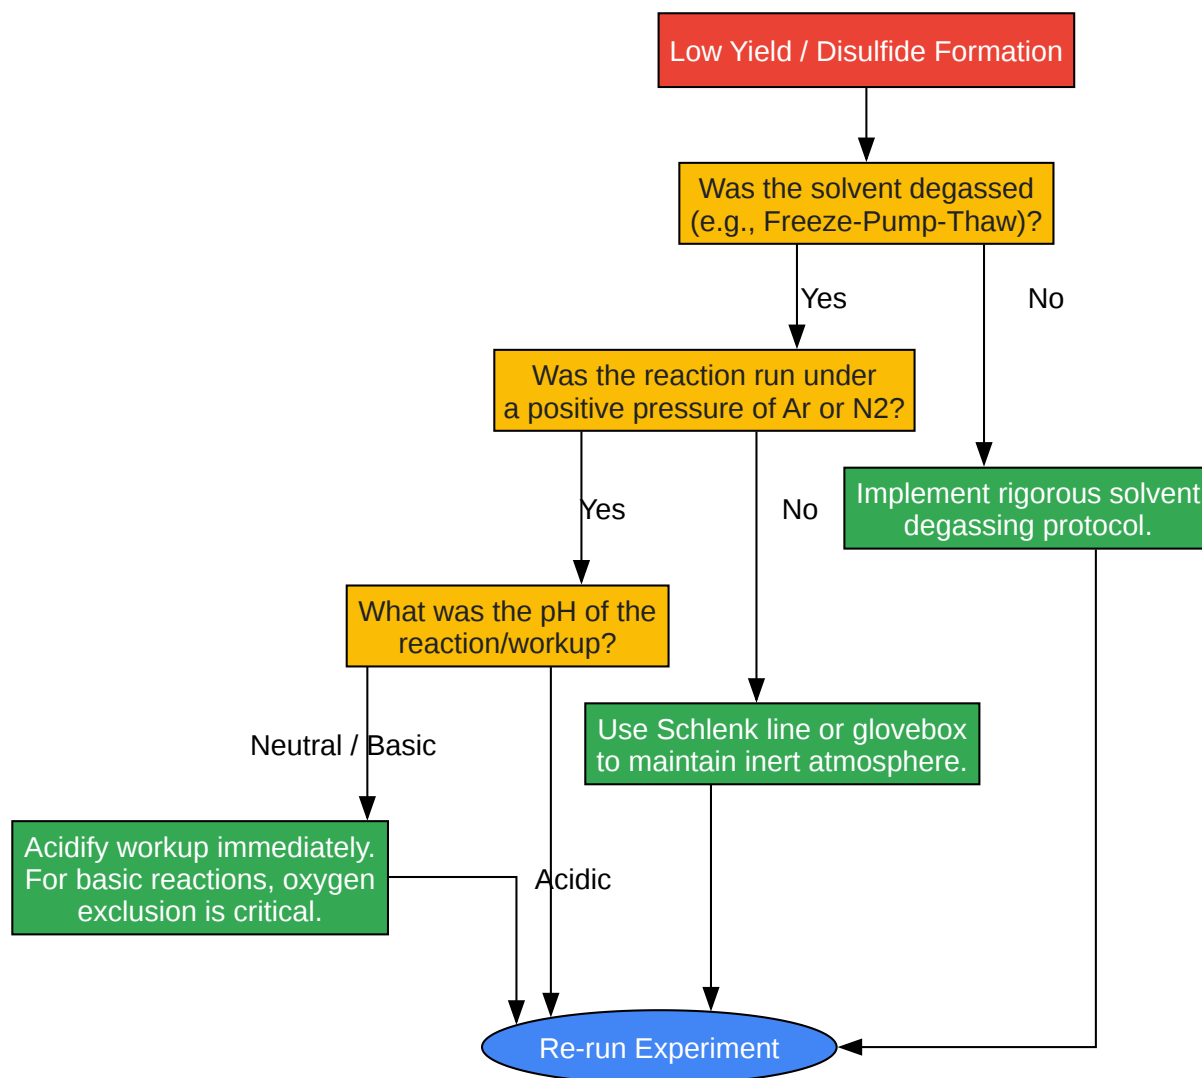 Low Yield / Disulfide Formation
Was the solvent degassed
(e.g., Freeze-Pump-Thaw)?
Yes
No
Was the reaction run under
a positive pressure of Ar or N2?
Implement rigorous solvent
degassing protocol.
Yes
No
What was the pH of the
reaction/workup?
Use Schlenk line or glovebox
to maintain inert atmosphere.
Neutral / Basic
Acidify workup immediately.
For basic reactions, oxygen
exclusion is critical.
Acidic
Re-run Experiment